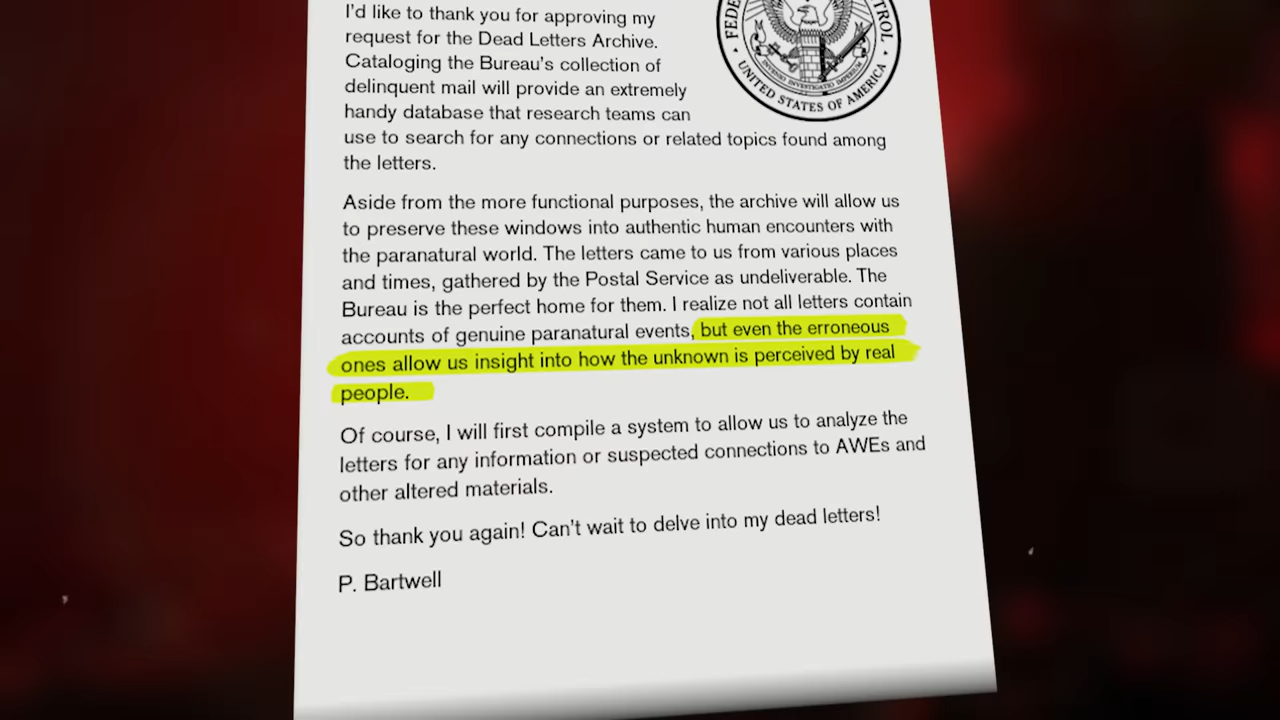 I'd like to thank you for approving my
request for the Dead Letters Archive.
Cataloging the Bureau's collection of
delinquent mail will provide an extremely
handy database that research teams can
use to search for any connections or related topics found among
the letters.
Aside from the more functional purposes, the archive will allow us
to preserve these windows into authentic human encounters with
the paranatural world. The letters came to us from various places
and times, gathered by the Postal Service as undeliverable. The
Bureau is the perfect home for them. I realize not all letters contain
accounts of genuine paranatural events, but even the erroneous
ones allow us insight into how the unknown is perceived by real
people.
Of course, I will first compile a system to allow us to analyze the
letters for any information or suspected connections to AWEs and
other altered materials.
So thank you again! Can't wait to delve into my dead letters!
P. Bartwell
FEDE
TROL
UNITED STATES OF AMERICA
INVENIO INVESTIGATIO IMPERIUM